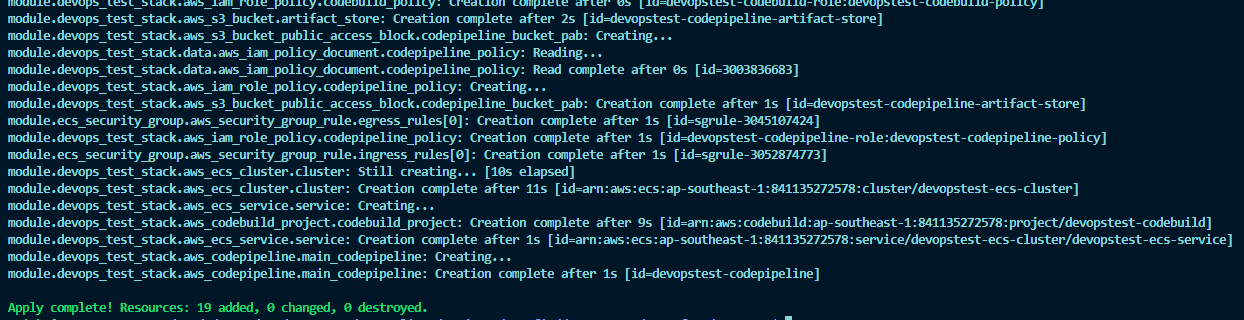 module.devops_test_stack.aws_iam_role_policy.codebuild_policy: Creation complete after 0s [id=devopstest-codebuild-role:devopstest-codebuild-policy]
module.devops_test_stack.aws_s3_bucket.artifact_store: Creation complete after 2s [id=devopstest-codepipeline-artifact-store]
module.devops_test_stack.aws_s3_bucket_public_access_block.codepipeline_bucket_pab: Creating...
module.devops_test_stack.data.aws_iam_policy_document.codepipeline_policy: Reading...
module.devops_test_stack.data.aws_iam_policy_document.codepipeline_policy: Read complete after 0s [id=3003836683]
module.devops_test_stack.aws_iam_role_policy.codepipeline_policy: Creating...
module.devops_test_stack.aws_s3_bucket_public_access_block.codepipeline_bucket_pab: Creation complete after 1s [id=devopstest-codepipeline-artifact-store]
module.ecs_security_group.aws_security_group_rule.egress_rules[0]: Creation complete after 1s [id=sgrule-3045107424]
module.devops_test_stack.aws_iam_role_policy.codepipeline_policy: Creation complete after 1s [id=devopstest-codepipeline-role:devopstest-codepipeline-policy]
module.ecs_security_group.aws_security_group_rule.ingress_rules[0]: Creation complete after 1s [id=sgrule-3052874773]
module.devops_test_stack.aws_ecs_cluster.cluster: Still creating... [10s elapsed]
module.devops_test_stack.aws_ecs_cluster.cluster: Creation complete after 11s [id=arn:aws:ecs:ap-southeast-1:841135272578:cluster/devopstest-ecs-cluster]
module.devops_test_stack.aws_ecs_service.service: Creating...
module.devops_test_stack.aws_codebuild_project.codebuild_project: Creation complete after 9s [id=arn:aws:codebuild:ap-southeast-1:841135272578:project/devopstest-codebuild]
module.devops_test_stack.aws_ecs_service.service: Creation complete after 1s [id=arn:aws:ecs:ap-southeast-1:841135272578:service/devopstest-ecs-cluster/devopstest-ecs-service]
module.devops_test_stack.aws_codepipeline.main_codepipeline: Creating...
module.devops_test_stack.aws_codepipeline.main_codepipeline: Creation complete after 1s [id=devopstest-codepipeline]
Apply complete! Resources: 19 added, 0 changed, 0 destroyed.